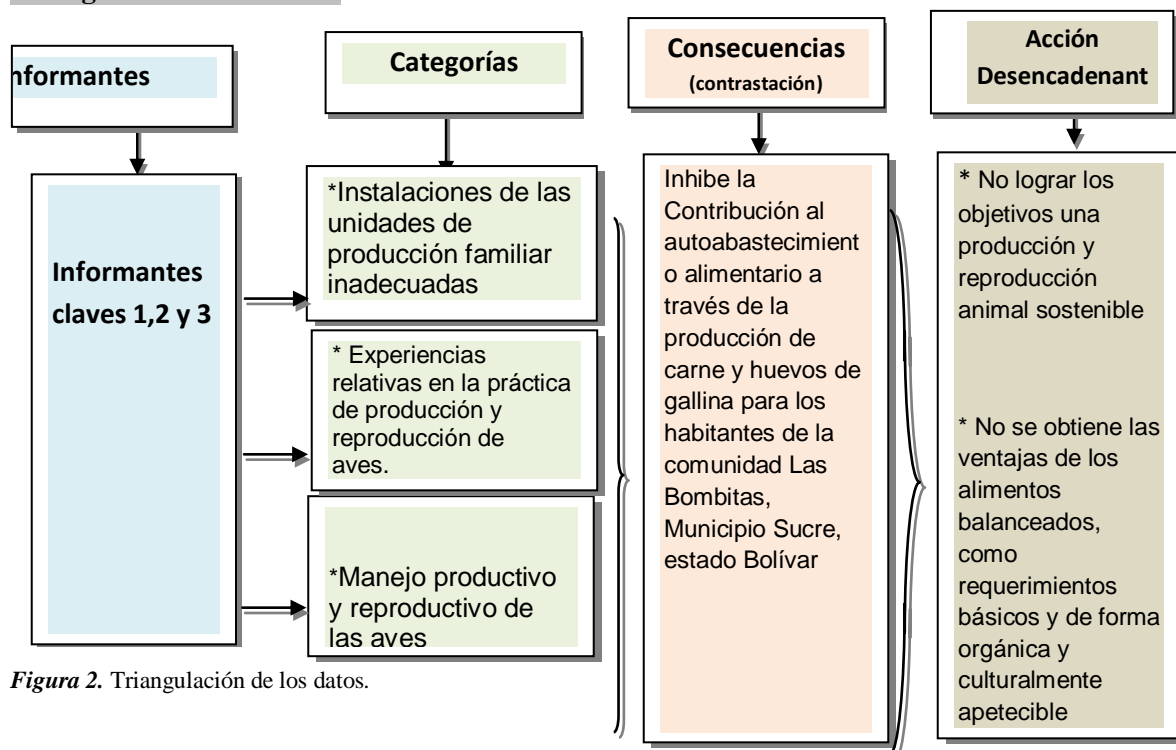 nformantes
Categorías
Consecuencias
(contrastación)
Acción
Desencadenant
Informantes
claves 1,2 y 3
*Instalaciones de las
unidades de
producción familiar
inadecuadas
* Experiencias
relativas en la práctica
de producción y
reproducción de
aves.
*Manejo productivo
y reproductivo de
las aves
Inhibe la
Contribución al
autoabastecimient
o alimentario a
través de la
producción de
carne y huevos de
gallina para los
habitantes de la
comunidad Las
Bombitas,
Municipio Sucre,
estado Bolívar
* No lograr los
objetivos una
producción y
reproducción
animal sostenible
* No se obtiene las
ventajas de los
alimentos
balanceados,
como
requerimientos
básicos y de forma
orgánica y
culturalmente
apetecible
Figura 2. Triangulación de los datos.